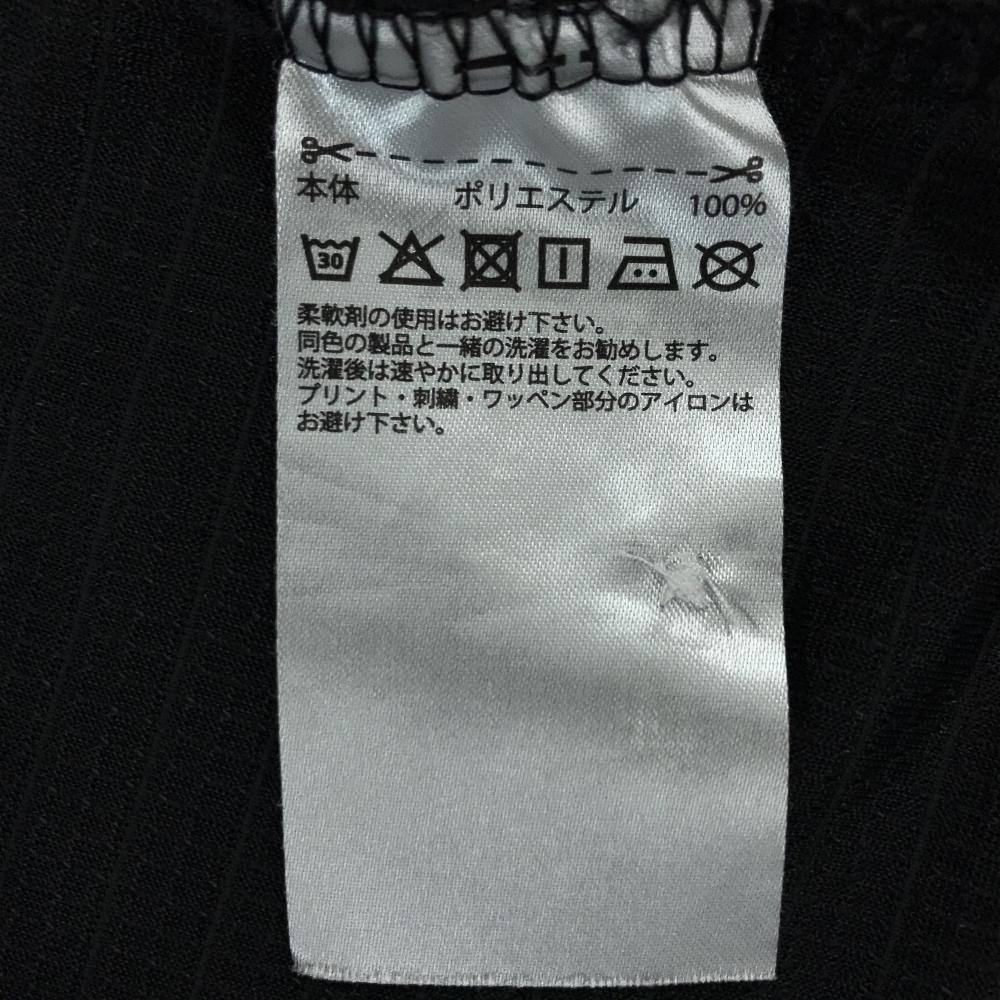 本体 ポリエステル 100%
30
柔軟剤の使用はお避け下さい。
同色の製品と一緒の洗濯をお勧めします。
洗濯後は速やかに取り出してください。
プリント・刺繍・ワッペン部分のアイロンは
お避け下さい。